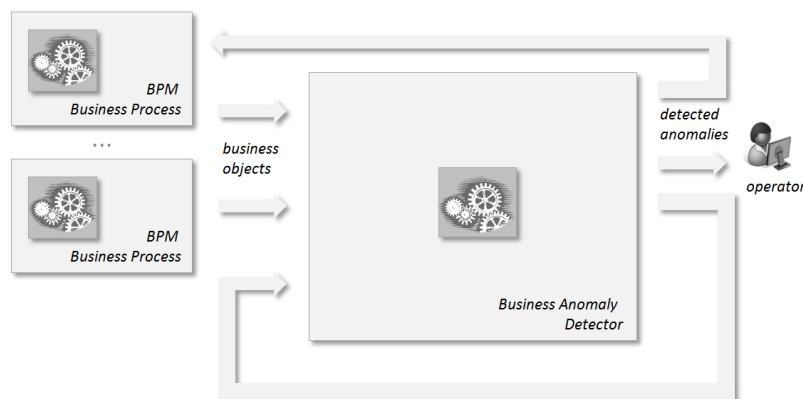 BPM
Business Process
...
BPM
Business Process
business
objects
Business Anomaly
Detector
detected
anomalies
operator